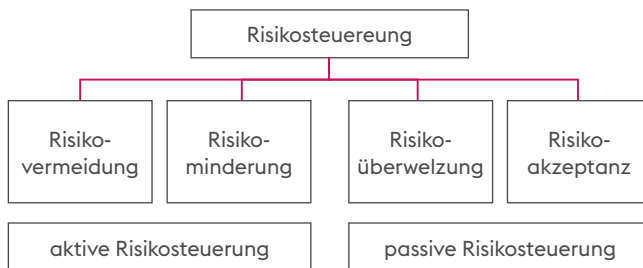 Risikosteuereung
Risiko-
vermeidung
Risiko-
minderung
Risiko-
überwelzung
Risiko-
akzeptanz
aktive Risikosteuerung
passive Risikosteuerung